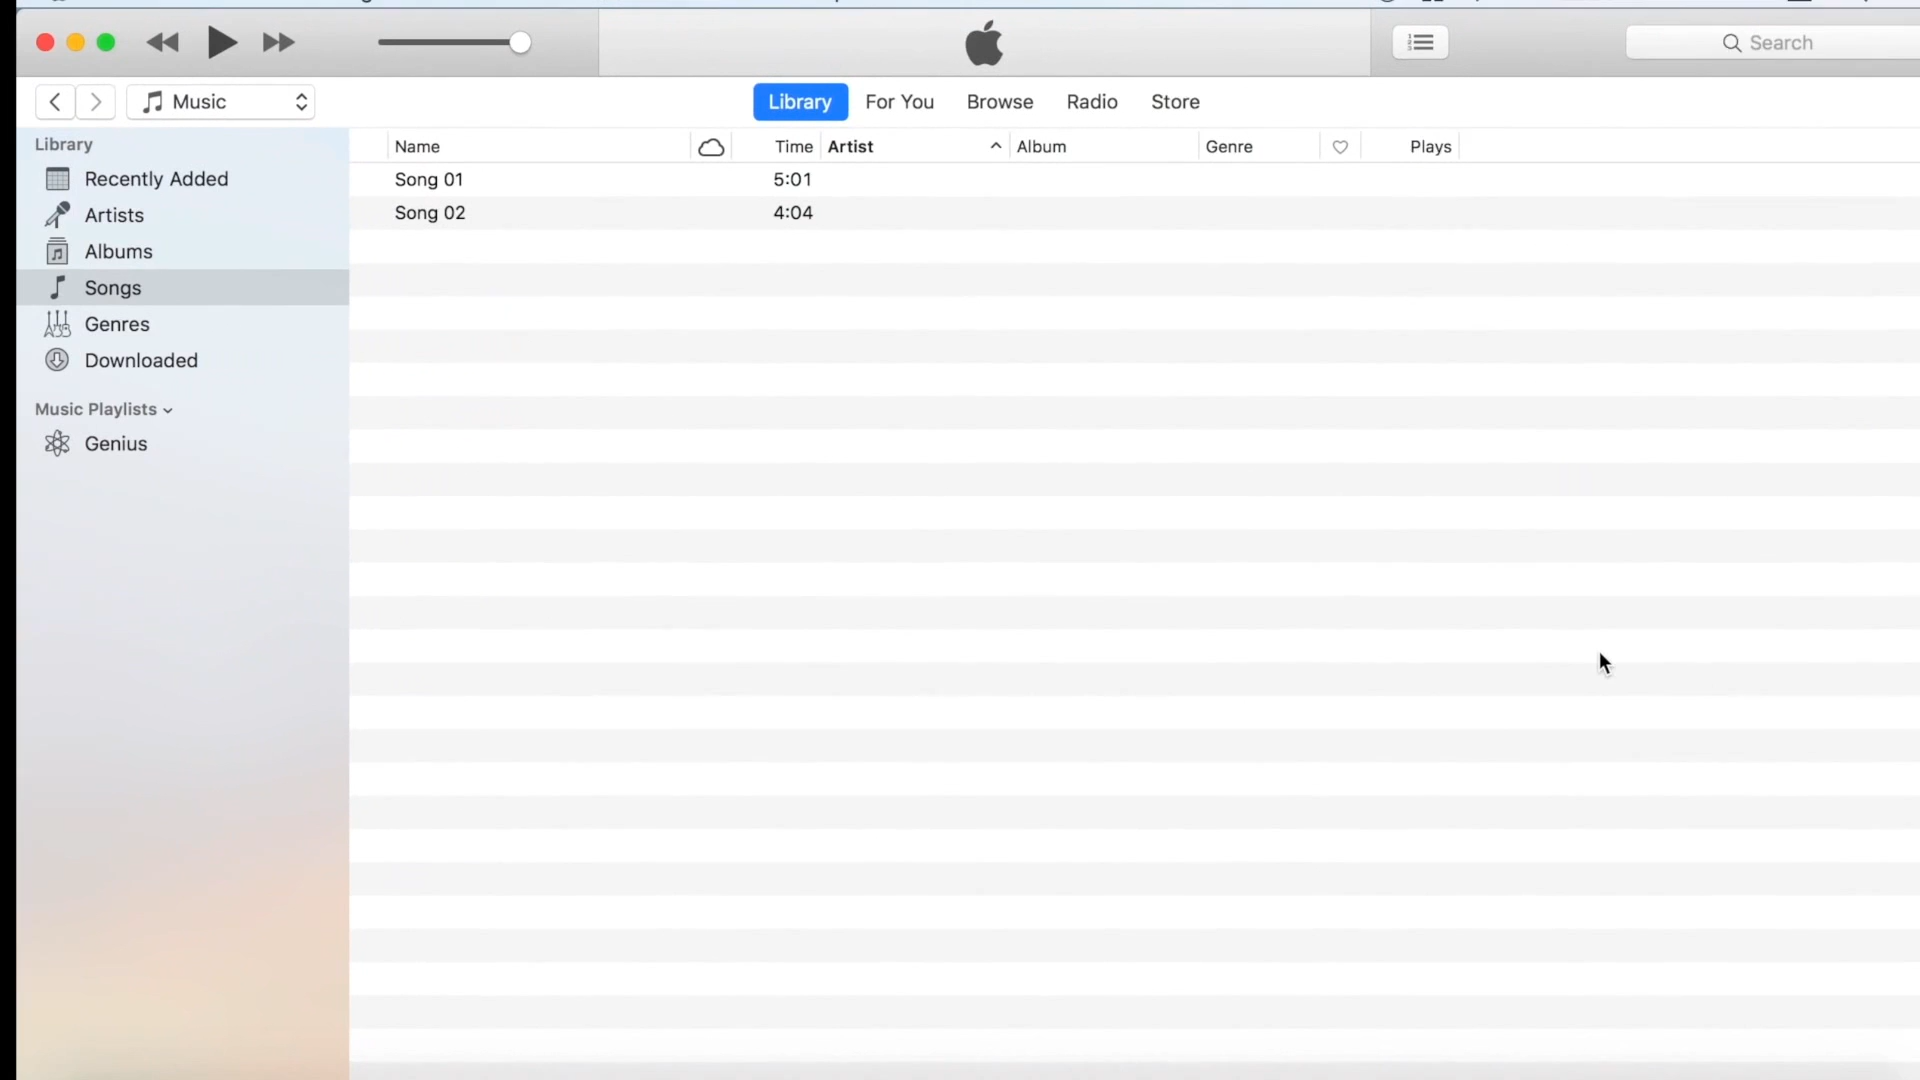 Search
Music
Library For You Browse Radio Store
Library
Name Time Artist Album Genre Plays
Recently Added
Song 01 5:01
Artists
Song 02 4:04
Albums
Songs
Genres
Downloaded
Music Playlists
Genius